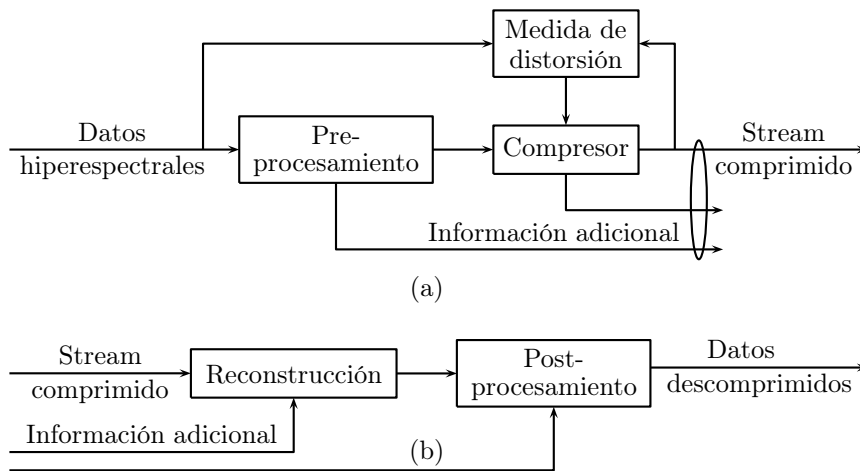 Medida de
distorsión
Datos
hiperespectrales
Pre-
procesamiento
Compresor
Stream
comprimido
Información adicional
(a)
Stream
comprimido
Reconstrucción
Post-
procesamiento
Datos
descomprimidos
Información adicional
(b)